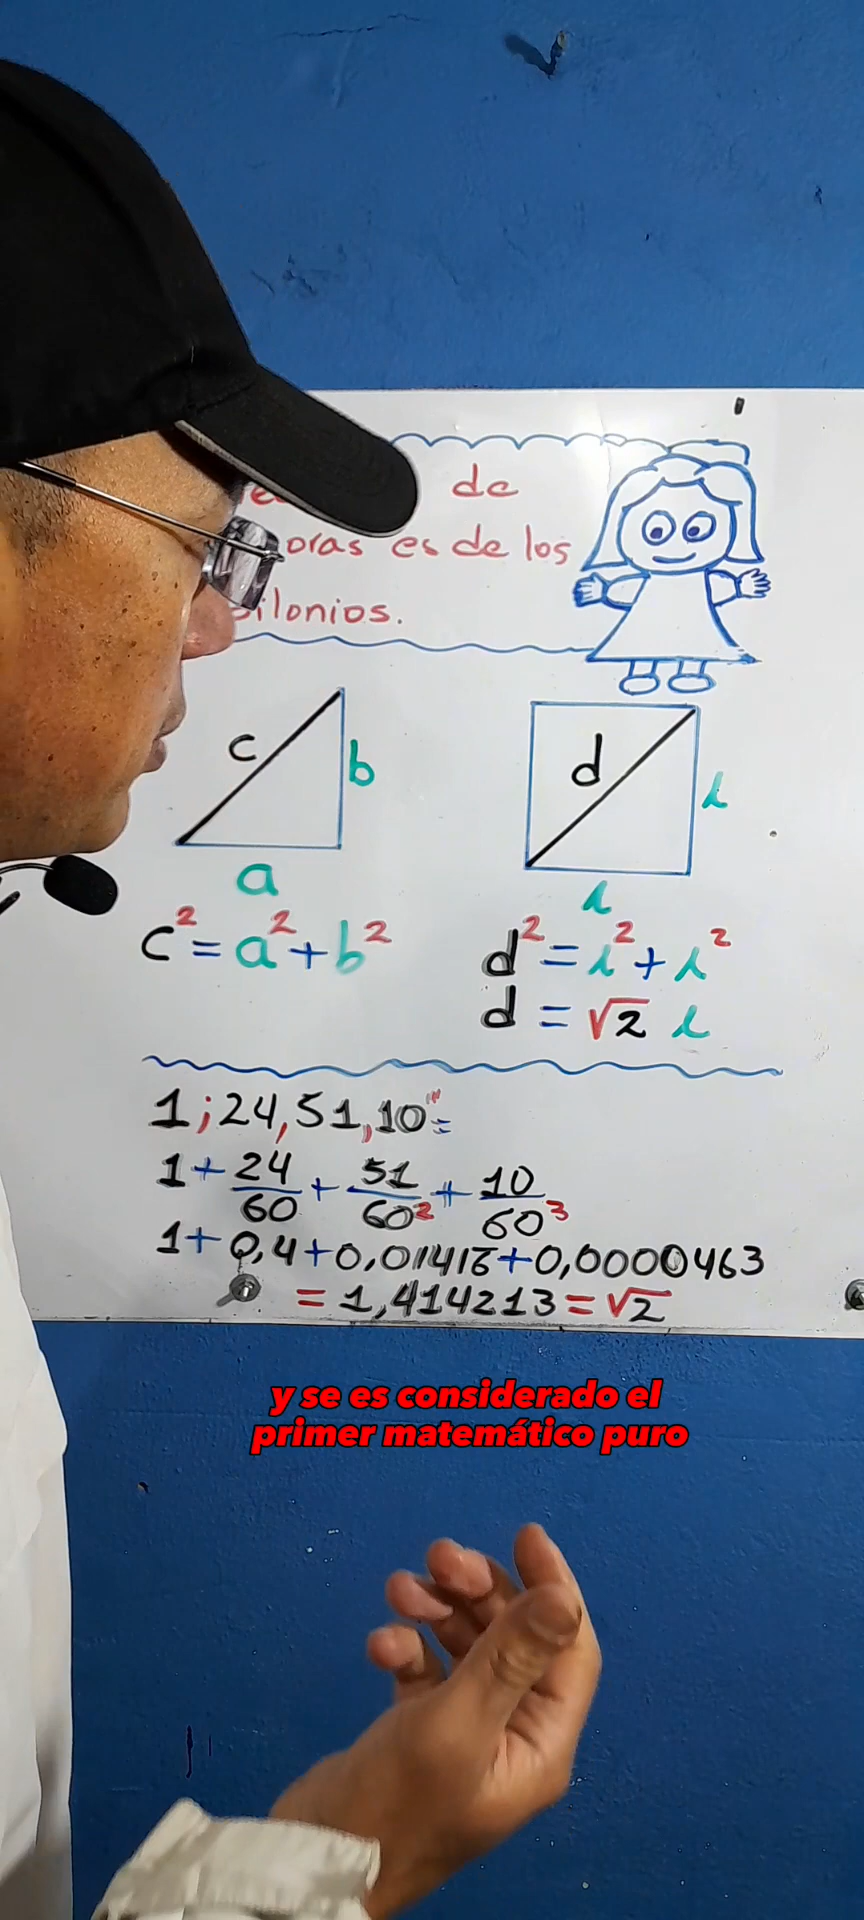 de
oras es de los
ilonios.
c
b
a
d
l
l
c² = a² + b²
d² = l² + l²
d = √2 l
1;24,51,10" =
1 + 24/60 + 51/60² + 10/60³
1 + 0,4 + 0,01416 + 0,0000463
= 1,414213 = √2
y se es considerado el
primer matemático puro